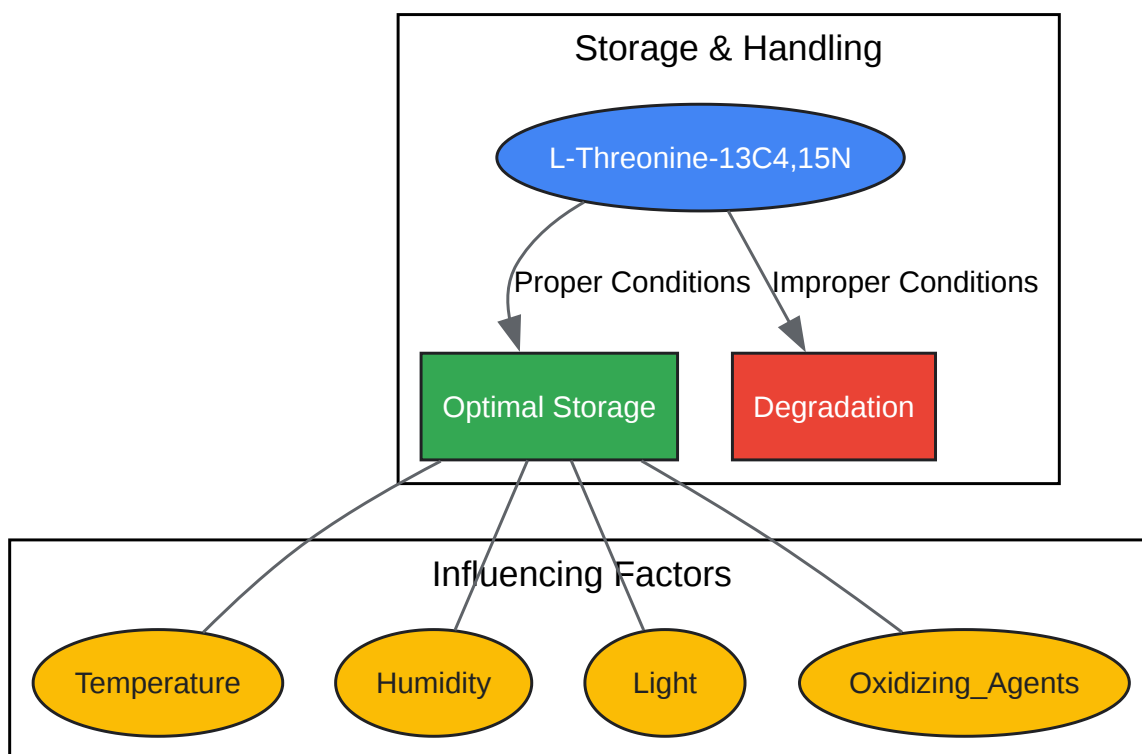 Storage & Handling
L-Threonine-13C4,15N
Proper Conditions
Improper Conditions
Optimal Storage
Degradation
Influencing Factors
Temperature
Humidity
Light
Oxidizing_Agents